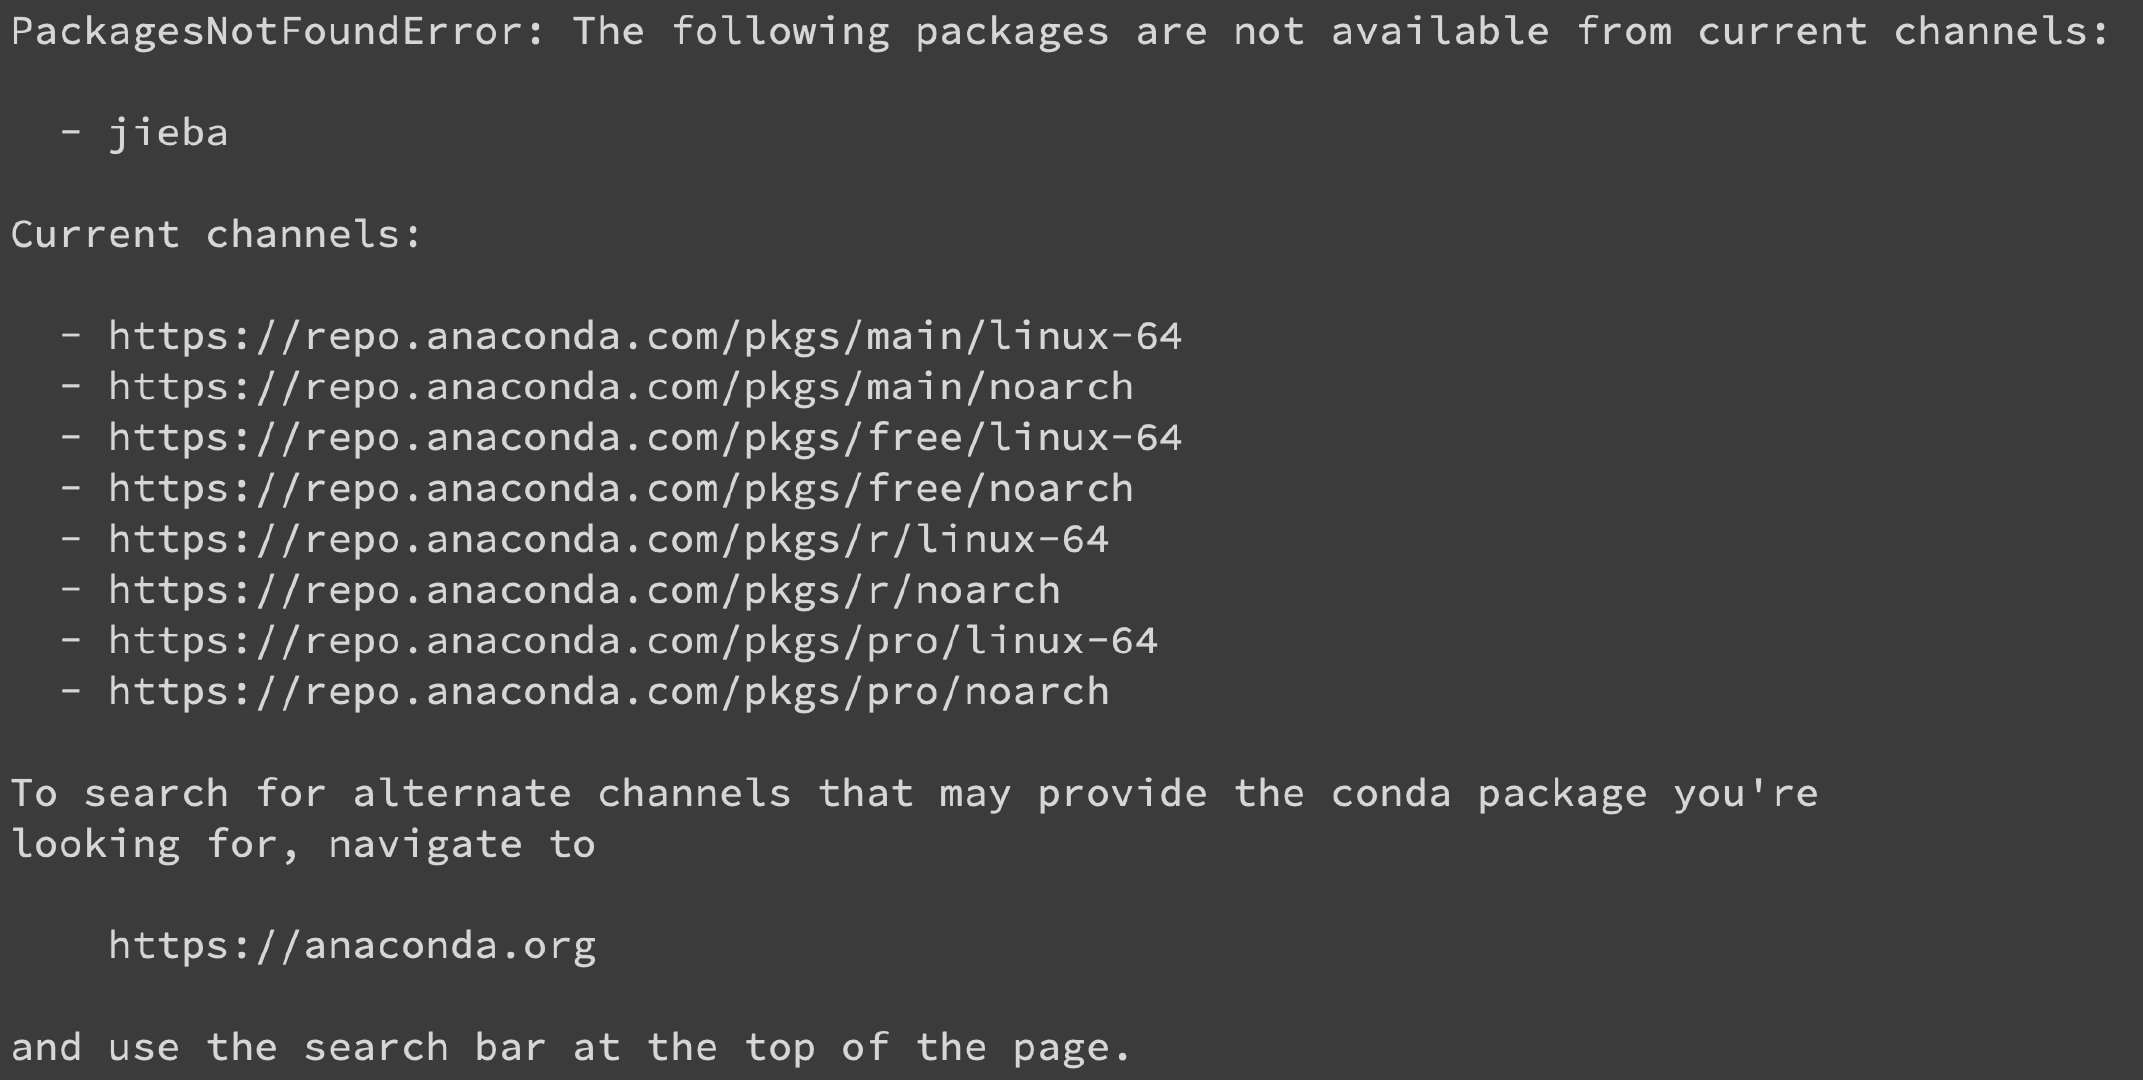 PackagesNotFoundError: The following packages are not available from current channels:
- jieba
Current channels:
- https://repo.anaconda.com/pkgs/main/linux-64
- https://repo.anaconda.com/pkgs/main/noarch
- https://repo.anaconda.com/pkgs/free/linux-64
- https://repo.anaconda.com/pkgs/free/noarch
- https://repo.anaconda.com/pkgs/r/linux-64
- https://repo.anaconda.com/pkgs/r/noarch
- https://repo.anaconda.com/pkgs/pro/linux-64
- https://repo.anaconda.com/pkgs/pro/noarch
To search for alternate channels that may provide the conda package you're
looking for, navigate to
https://anaconda.org
and use the search bar at the top of the page.